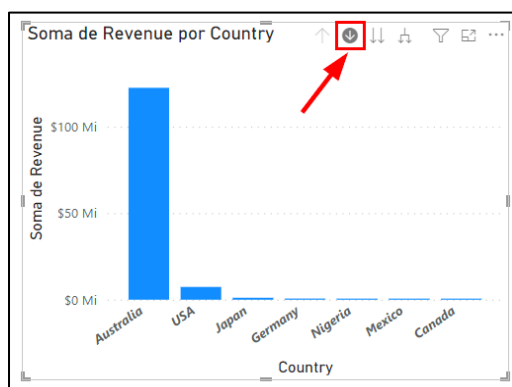 Soma de Revenue por Country
Soma de Revenue
$100 Mi
$50 Mi
$0 Mi
Australia
USA
Japan
Germany
Nigeria
Mexico
Canada
Country